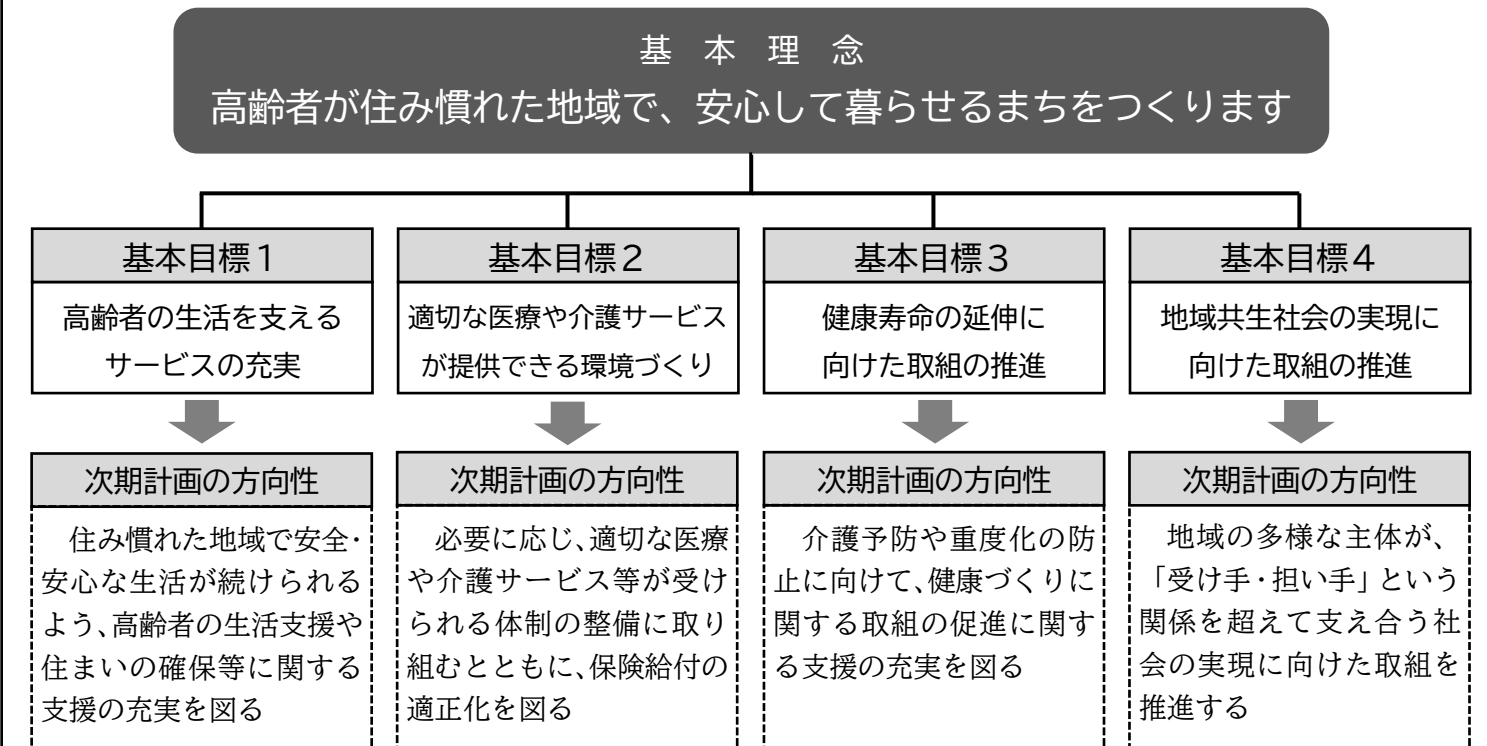 基本理念
高齢者が住み慣れた地域で、安心して暮らせるまちをつくります
基本目標１
高齢者の生活を支える
サービスの充実
次期計画の方向性
住み慣れた地域で安全・
安心な生活が続けられる
よう、高齢者の生活支援や
住まいの確保等に関する
支援の充実を図る
基本目標２
適切な医療や介護サービス
が提供できる環境づくり
次期計画の方向性
必要に応じ、適切な医療
や介護サービス等が受け
られる体制の整備に取り
組むとともに、保険給付の
適正化を図る
基本目標３
健康寿命の延伸に
向けた取組の推進
次期計画の方向性
介護予防や重度化の防
止に向けて、健康づくりに
関する取組の促進に関す
る支援の充実を図る
基本目標４
地域共生社会の実現に
向けた取組の推進
次期計画の方向性
地域の多様な主体が、
「受け手・担い手」という
関係を超えて支え合う社
会の実現に向けた取組を
推進する